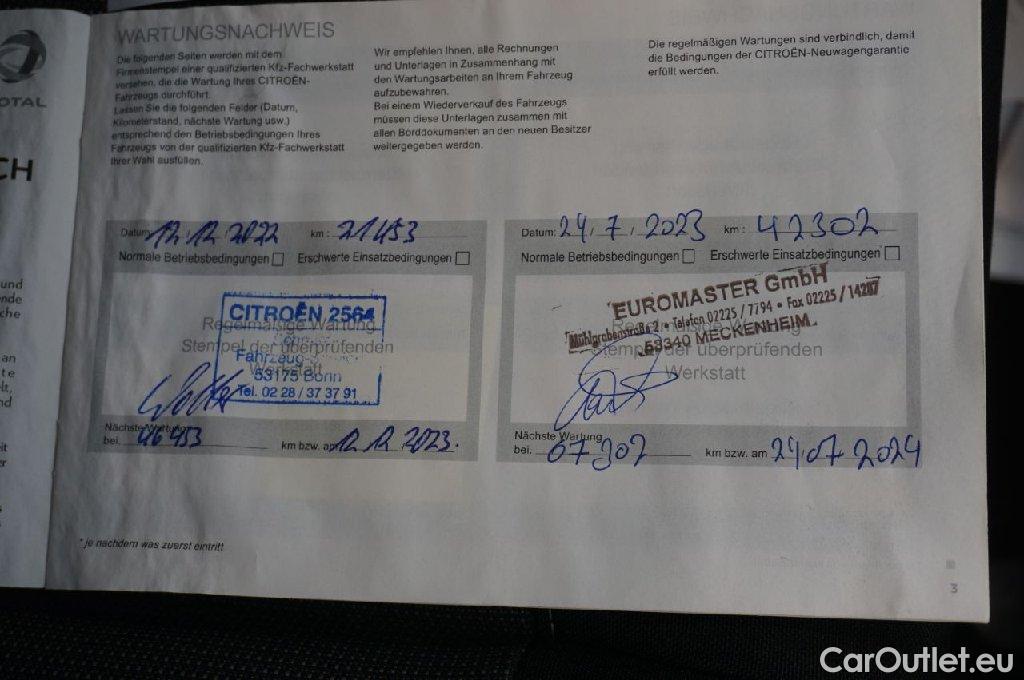 TOTAL
CH
WARTUNGSNACHWEIS
Die folgenden Seiten werden mit dem
Firmenstempel einer qualifizierten Kfz-Fachwerkstatt
versehen, die die Wartung Ihres CITROËN-
Fahrzeugs durchführt.
Lassen Sie die folgenden Felder (Datum,
Kilometerstand, nächste Wartung usw.)
entsprechend den Betriebsbedingungen Ihres
Fahrzeugs von der qualifizierten Kfz-Fachwerkstatt
Ihrer Wahl ausfüllen.
Wir empfehlen Ihnen, alle Rechnungen
und Unterlagen in Zusammenhang mit
den Wartungsarbeiten an Ihrem Fahrzeug
aufzubewahren.
Bei einem Wiederverkauf des Fahrzeugs
müssen diese Unterlagen zusammen mit
allen Borddokumenten an den neuen Besitzer
weitergegeben werden.
Die regelmäßigen Wartungen sind verbindlich, damit
die Bedingungen der CITROËN-Neuwagengarantie
erfüllt werden.
Datum: 12.12.2022 km: 21453
Normale Betriebsbedingungen Erschwerte Einsatzbedingungen
Regelmäßige Wartung
Stempel der überprüfenden
Werkstatt
CITROËN 2564
Fahrzeug-
53175 Bonn
Tel. 02 28 / 37 37 91
Nächste Wartung
bei. 46453 km bzw. am 12.12.2023.
Datum: 24.7.2023 km: 42302
Normale Betriebsbedingungen Erschwerte Einsatzbedingungen
EUROMASTER GmbH
Mühlgrabenstraße 2 • Telefon 02225 / 7794 • Fax 02225 / 14287
53340 MECKENHEIM
Stempel der überprüfenden
Werkstatt
Nächste Wartung
bei. 67302 km bzw. am 24.07.2024
* je nachdem was zuerst eintritt
3
CarOutlet.eu